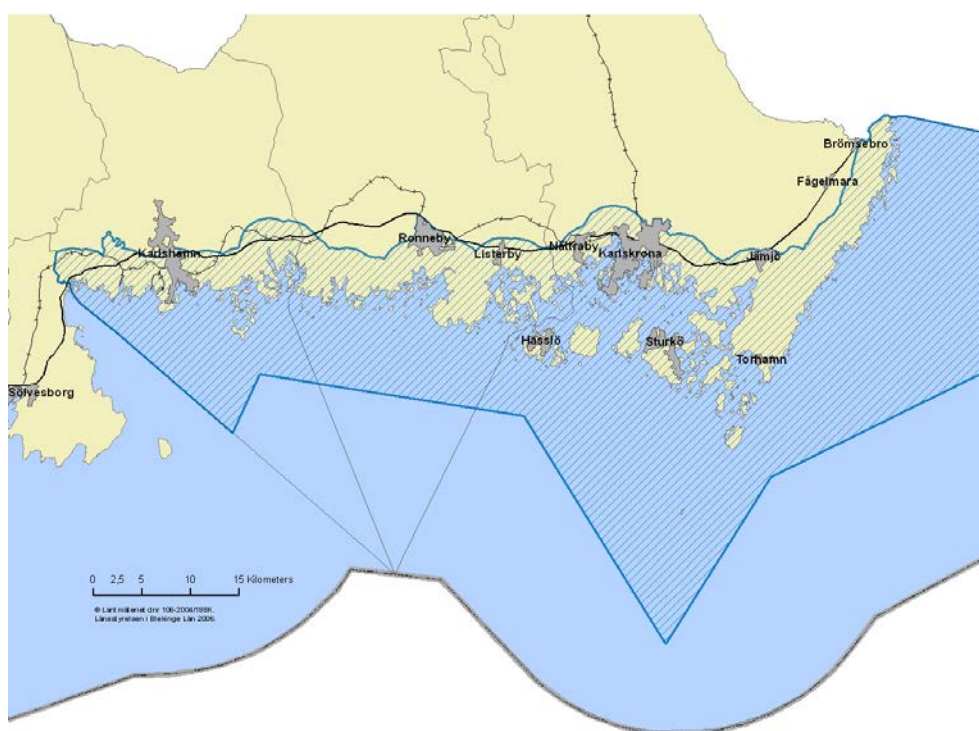 Brömsebro
Fågelmara
Ronneby
Nättraby
Karlshamn
Listerby
Karlskrona
Jämjö
Hasslö
Sturkö
Torhamn
Sölvesborg
0 2,5 5 10 15 Kilometers
© Lantmäteriet dnr 106-2004/188K.
Länsstyrelsen i Blekinge Län 2006.